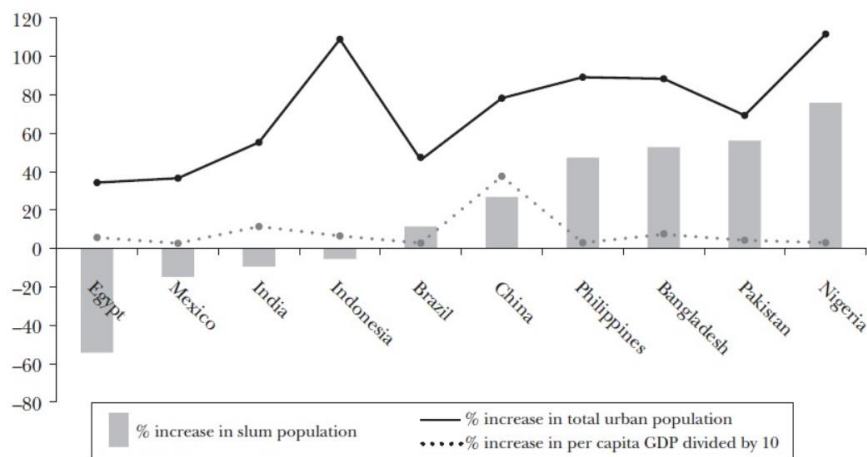 120
100
80
60
40
20
0
–20
–40
–60
–80
Egypt
Mexico
India
Indonesia
Brazil
China
Philippines
Bangladesh
Pakistan
Nigeria
% increase in slum population
% increase in total urban population
% increase in per capita GDP divided by 10